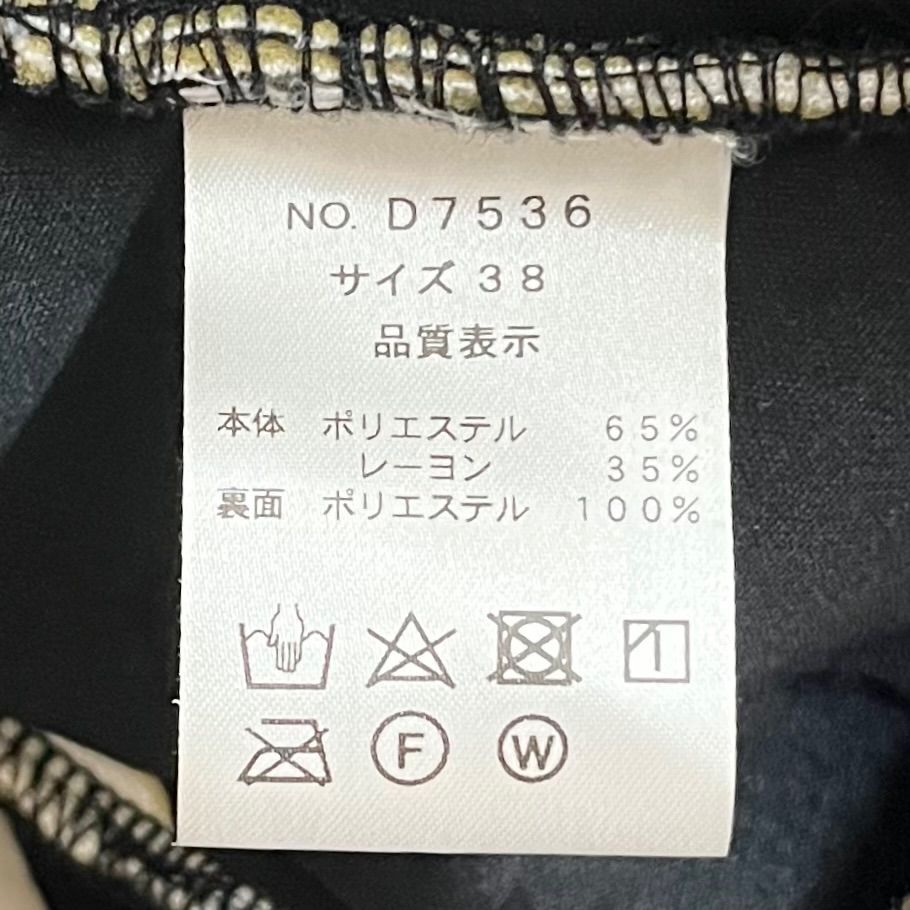 NO. D7536
サイズ 38
品質表示
本体 ポリエステル 65%
レーヨン 35%
裏面 ポリエステル 100%
F W